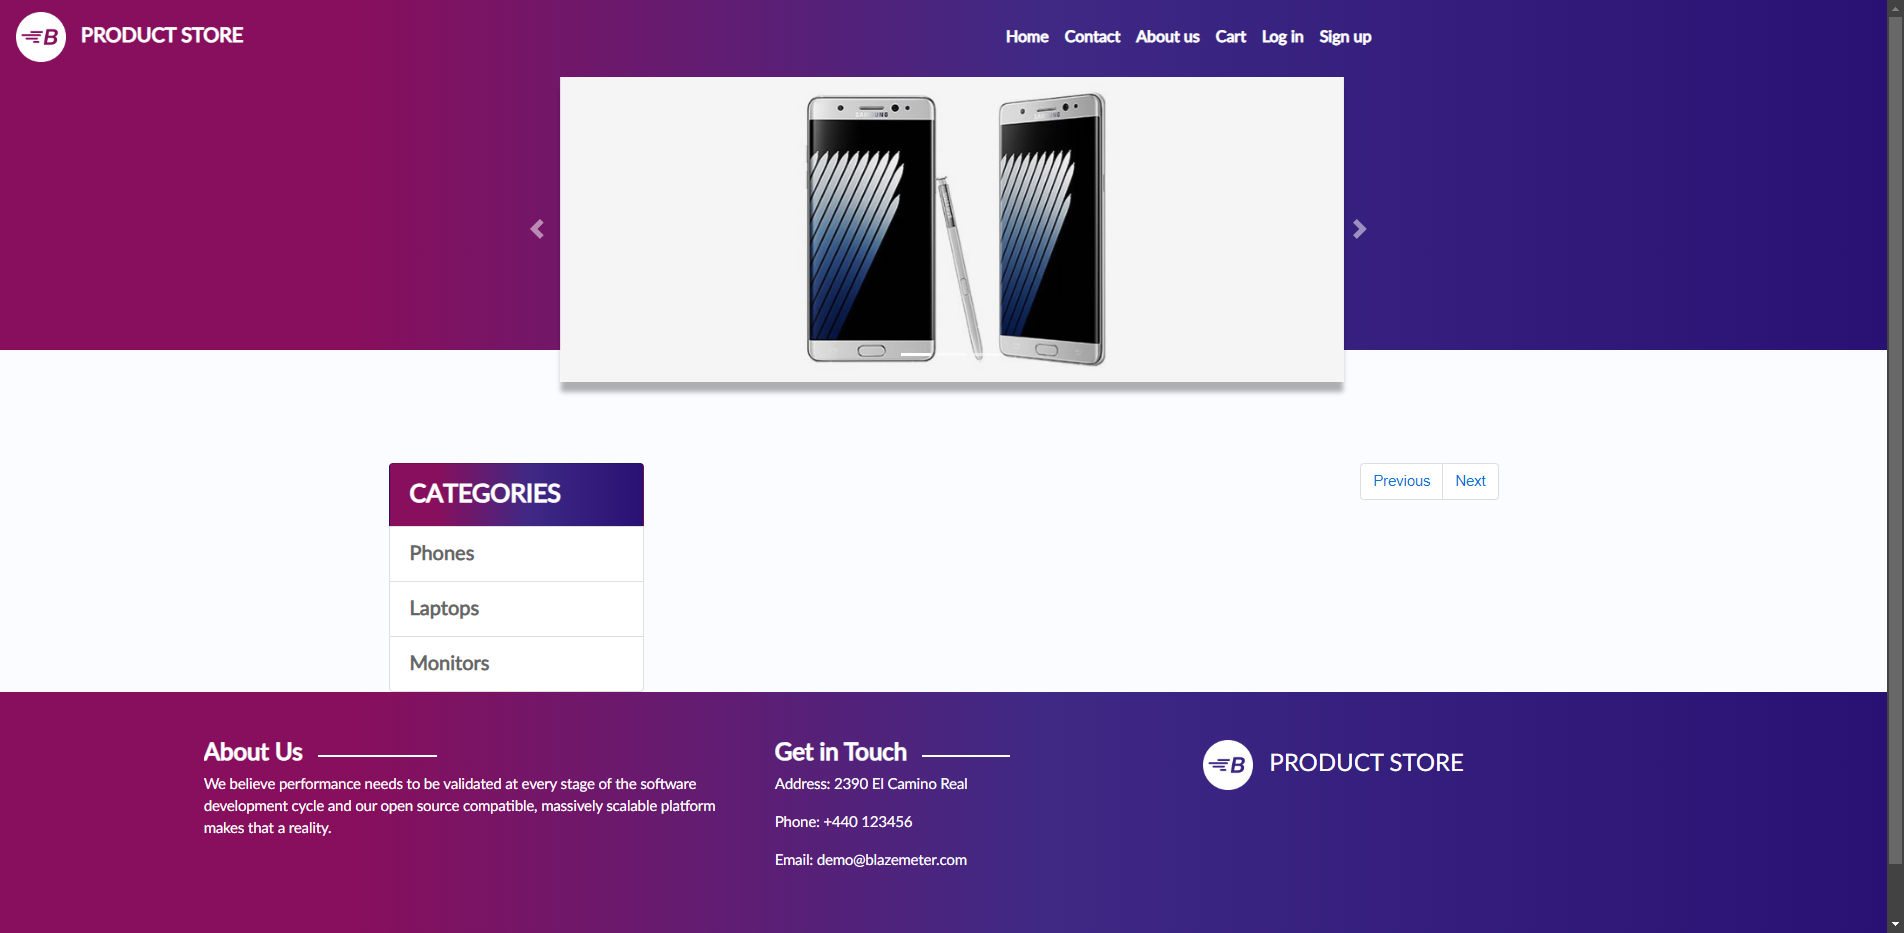 B PRODUCT STORE
Home Contact About us Cart Log in Sign up
SAMSUNG SAMSUNG
CATEGORIES
Previous Next
Phones
Laptops
Monitors
About Us
We believe performance needs to be validated at every stage of the software
development cycle and our open source compatible, massively scalable platform
makes that a reality.
Get in Touch
Address: 2390 El Camino Real
Phone: +440 123456
Email: demo@blazemeter.com
B PRODUCT STORE